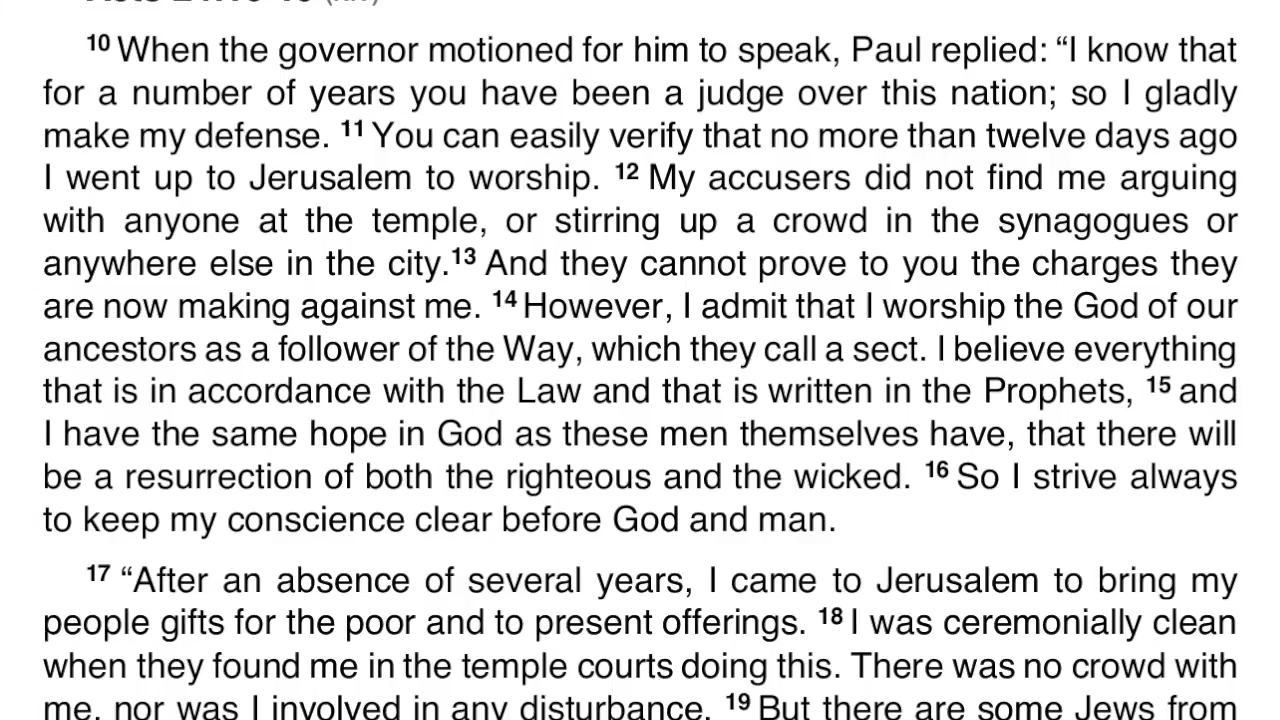 10 When the governor motioned for him to speak, Paul replied: “I know that
for a number of years you have been a judge over this nation; so I gladly
make my defense. 11 You can easily verify that no more than twelve days ago
I went up to Jerusalem to worship. 12 My accusers did not find me arguing
with anyone at the temple, or stirring up a crowd in the synagogues or
anywhere else in the city.13 And they cannot prove to you the charges they
are now making against me. 14 However, I admit that I worship the God of our
ancestors as a follower of the Way, which they call a sect. I believe everything
that is in accordance with the Law and that is written in the Prophets, 15 and
I have the same hope in God as these men themselves have, that there will
be a resurrection of both the righteous and the wicked. 16 So I strive always
to keep my conscience clear before God and man.
17 “After an absence of several years, I came to Jerusalem to bring my
people gifts for the poor and to present offerings. 18 I was ceremonially clean
when they found me in the temple courts doing this. There was no crowd with
me, nor was I involved in any disturbance. 19 But there are some Jews from